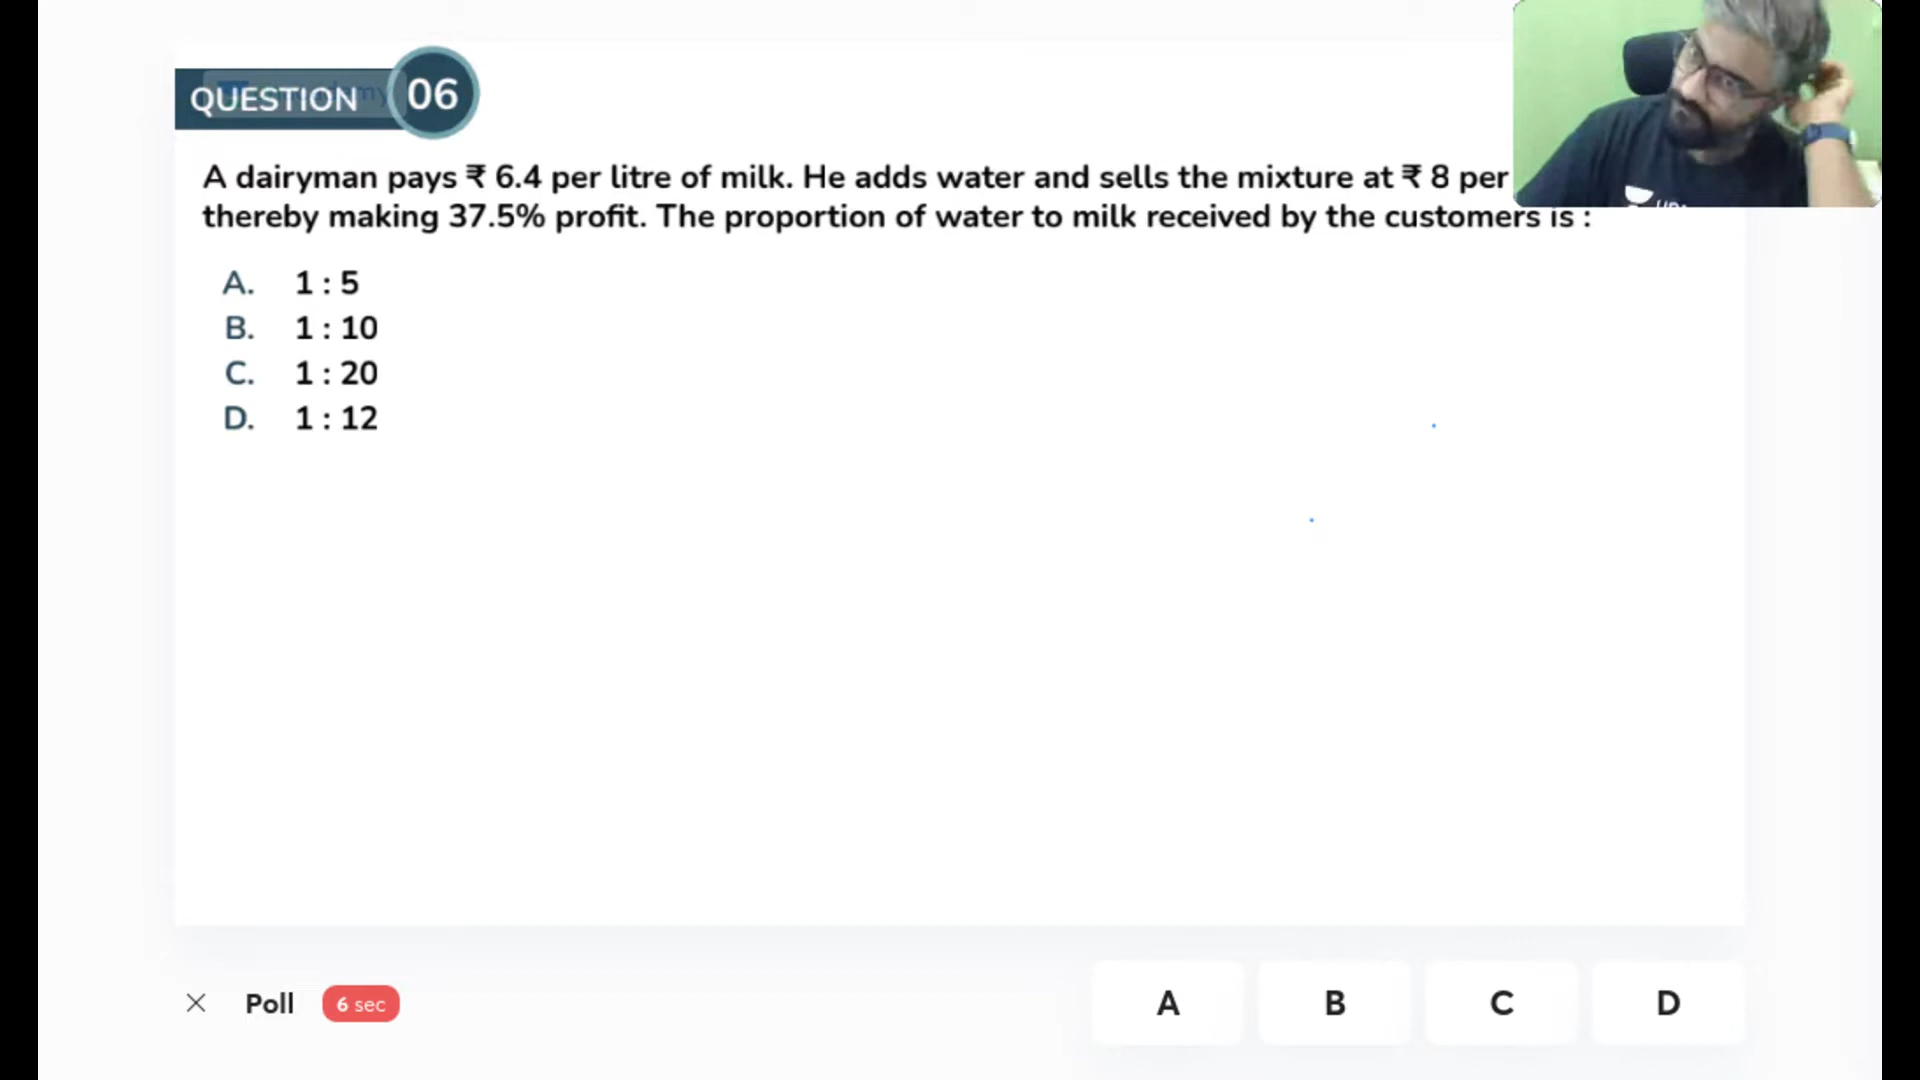 QUESTION 06
A dairyman pays ₹ 6.4 per litre of milk. He adds water and sells the mixture at ₹ 8 per
thereby making 37.5% profit. The proportion of water to milk received by the customers is :
A. 1 : 5
B. 1 : 10
C. 1 : 20
D. 1 : 12
Poll 6 sec A B C D